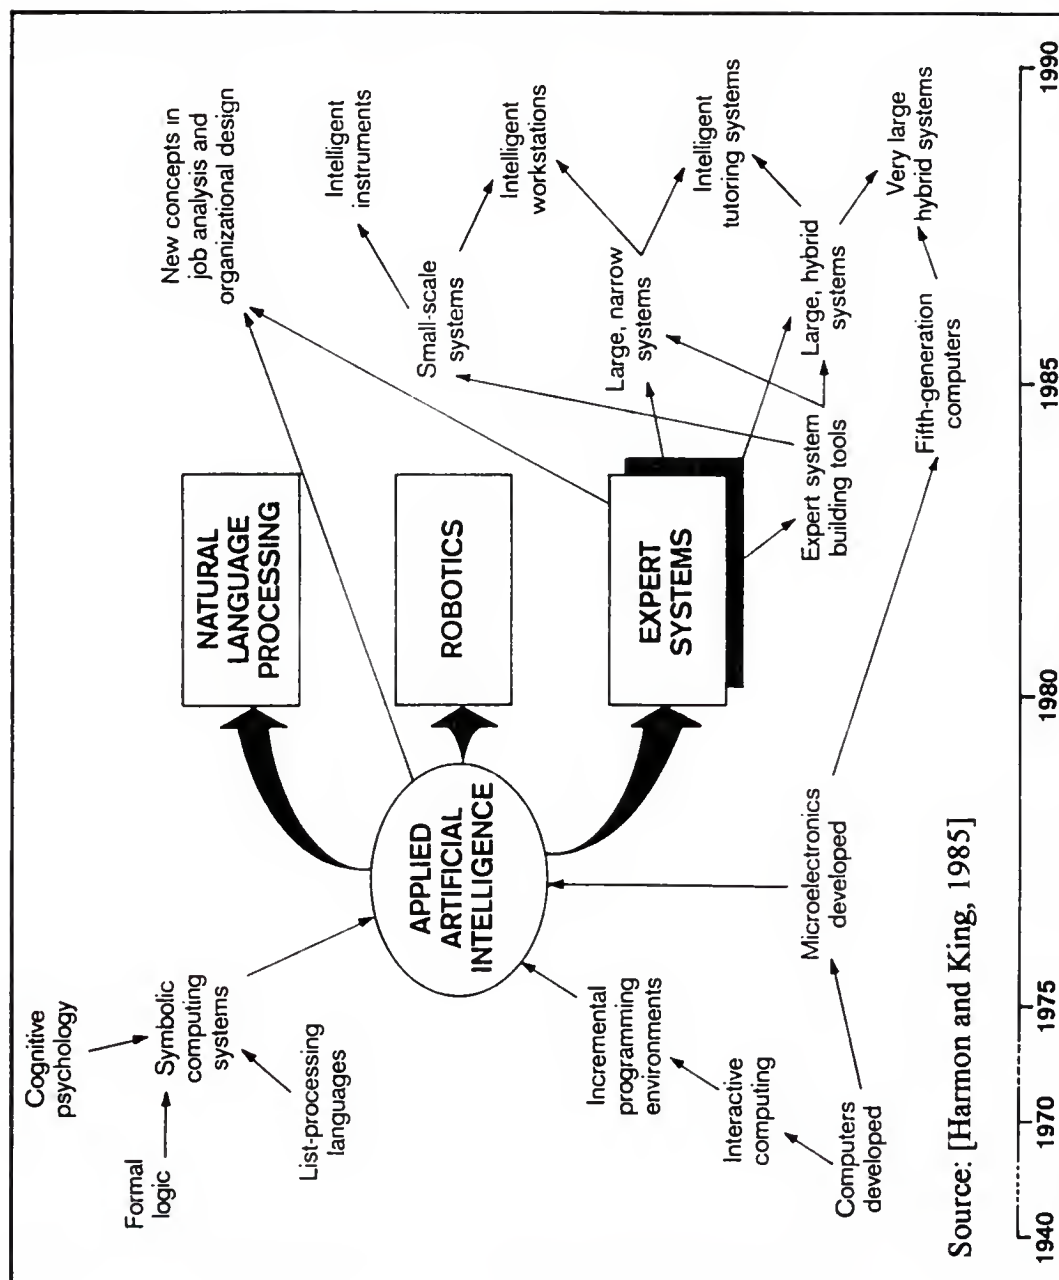 Cognitive
psychology
Formal
logic
Symbolic
computing
systems
List-processing
languages
Incremental
programming
environments
Interactive
computing
Computers
developed
Microelectronics
developed
APPLIED
ARTIFICIAL
INTELLIGENCE
NATURAL
LANGUAGE
PROCESSING
ROBOTICS
EXPERT
SYSTEMS
New concepts in
job analysis and
organizational design
Intelligent
instruments
Small-scale
systems
Intelligent
workstations
Large, narrow
systems
Intelligent
tutoring systems
Expert system
building tools
Large, hybrid
systems
Very large
hybrid systems
Fifth-generation
computers
Source: [Harmon and King, 1985]
1940
1970
1975
1980
1985
1990